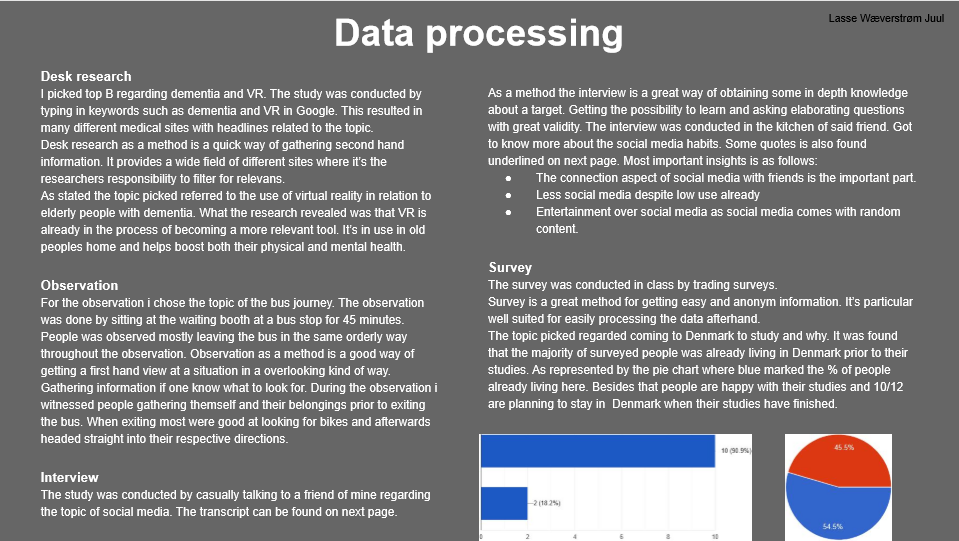 Lasse Wæverstrøm Juul
Data processing
Desk research
I picked top B regarding dementia and VR. The study was conducted by
typing in keywords such as dementia and VR in Google. This resulted in
many different medical sites with headlines related to the topic.
Desk research as a method is a quick way of gathering second hand
information. It provides a wide field of different sites where it's the
researchers responsibility to filter for relevans.
As stated the topic picked referred to the use of virtual reality in relation to
elderly people with dementia. What the research revealed was that VR is
already in the process of becoming a more relevant tool. It's in use in old
peoples home and helps boost both their physical and mental health.
Observation
For the observation i chose the topic of the bus journey. The observation
was done by sitting at the waiting booth at a bus stop for 45 minutes.
People was observed mostly leaving the bus in the same orderly way
throughout the observation. Observation as a method is a good way of
getting a first hand view at a situation in a overlooking kind of way.
Gathering information if one know what to look for. During the observation i
witnessed people gathering themself and their belongings prior to exiting
the bus. When exiting most were good at looking for bikes and afterwards
headed straight into their respective directions.
Interview
The study was conducted by casually talking to a friend of mine regarding
the topic of social media. The transcript can be found on next page.
As a method the interview is a great way of obtaining some in depth knowledge
about a target. Getting the possibility to learn and asking elaborating questions
with great validity. The interview was conducted in the kitchen of said friend. Got
to know more about the social media habits. Some quotes is also found
underlined on next page. Most important insights is as follows:
● The connection aspect of social media with friends is the important part.
● Less social media despite low use already
● Entertainment over social media as social media comes with random
content.
Survey
The survey was conducted in class by trading surveys.
Survey is a great method for getting easy and anonym information. It's particular
well suited for easily processing the data afterhand.
The topic picked regarded coming to Denmark to study and why. It was found
that the majority of surveyed people was already living in Denmark prior to their
studies. As represented by the pie chart where blue marked the % of people
already living here. Besides that people are happy with their studies and 10/12
are planning to stay in Denmark when their studies have finished.
10 (90.9%)
2 (18.2%)
0 2 4 6 8 10
45.5%
54.5%